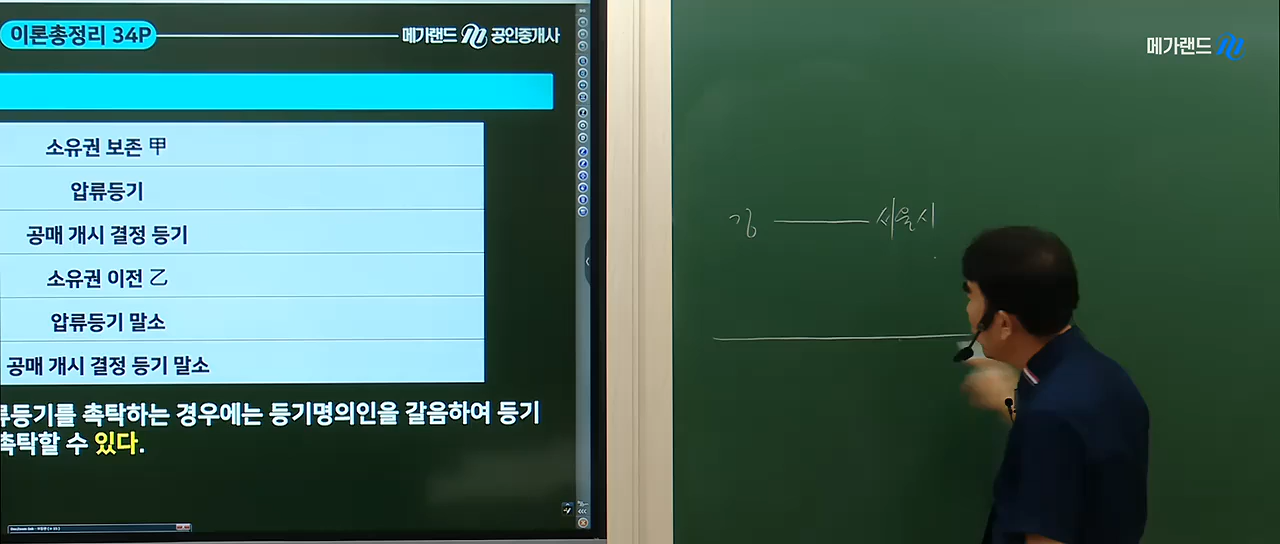 이론총정리 34P
메가랜드 공인중개사
메가랜드
소유권 보존 甲
압류등기
공매 개시 결정 등기
소유권 이전 乙
압류등기 말소
공매 개시 결정 등기 말소
류등기를 촉탁하는 경우에는 등기명의인을 갈음하여 등기
촉탁할 수 있다.
김 서울시